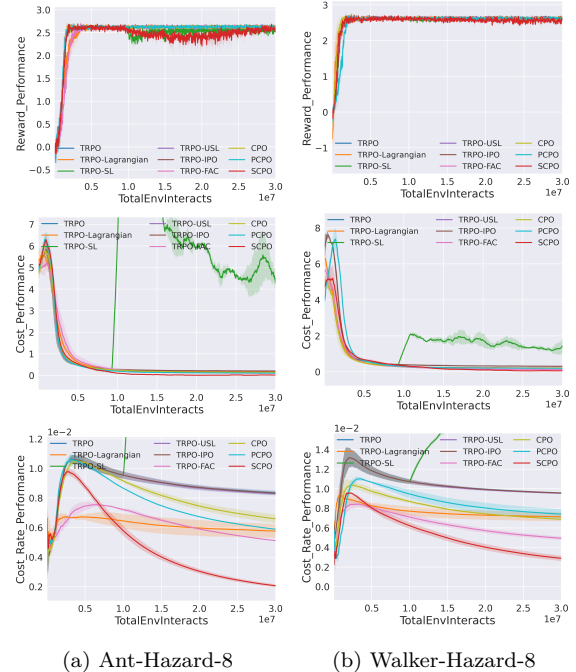 3.0
2.5
2.0
1.5
1.0
0.5
0.0
−0.5
Reward_Performance
TRPO TRPO-USL CPO
TRPO-Lagrangian TRPO-IPO PCPO
TRPO-SL TRPO-FAC SCPO
0.5 1.0 1.5 2.0 2.5 3.0
TotalEnvInteracts 1e7
3
2
1
0
−1
Reward_Performance
TRPO TRPO-USL CPO
TRPO-Lagrangian TRPO-IPO PCPO
TRPO-SL TRPO-FAC SCPO
0.5 1.0 1.5 2.0 2.5 3.0
TotalEnvInteracts 1e7
7
6
5
4
3
2
1
0
Cost_Performance
TRPO TRPO-USL CPO
TRPO-Lagrangian TRPO-IPO PCPO
TRPO-SL TRPO-FAC SCPO
0.5 1.0 1.5 2.0 2.5 3.0
TotalEnvInteracts 1e7
8
6
4
2
0
Cost_Performance
TRPO TRPO-USL CPO
TRPO-Lagrangian TRPO-IPO PCPO
TRPO-SL TRPO-FAC SCPO
0.5 1.0 1.5 2.0 2.5 3.0
TotalEnvInteracts 1e7
1e−2
1.2
1.0
0.8
0.6
0.4
0.2
Cost_Rate_Performance
TRPO TRPO-USL CPO
TRPO-Lagrangian TRPO-IPO PCPO
TRPO-SL TRPO-FAC SCPO
0.5 1.0 1.5 2.0 2.5 3.0
TotalEnvInteracts 1e7
1e−2
1.6
1.4
1.2
1.0
0.8
0.6
0.4
0.2
0.0
Cost_Rate_Performance
TRPO TRPO-USL CPO
TRPO-Lagrangian TRPO-IPO PCPO
TRPO-SL TRPO-FAC SCPO
0.5 1.0 1.5 2.0 2.5 3.0
TotalEnvInteracts 1e7
(a) Ant-Hazard-8
(b) Walker-Hazard-8